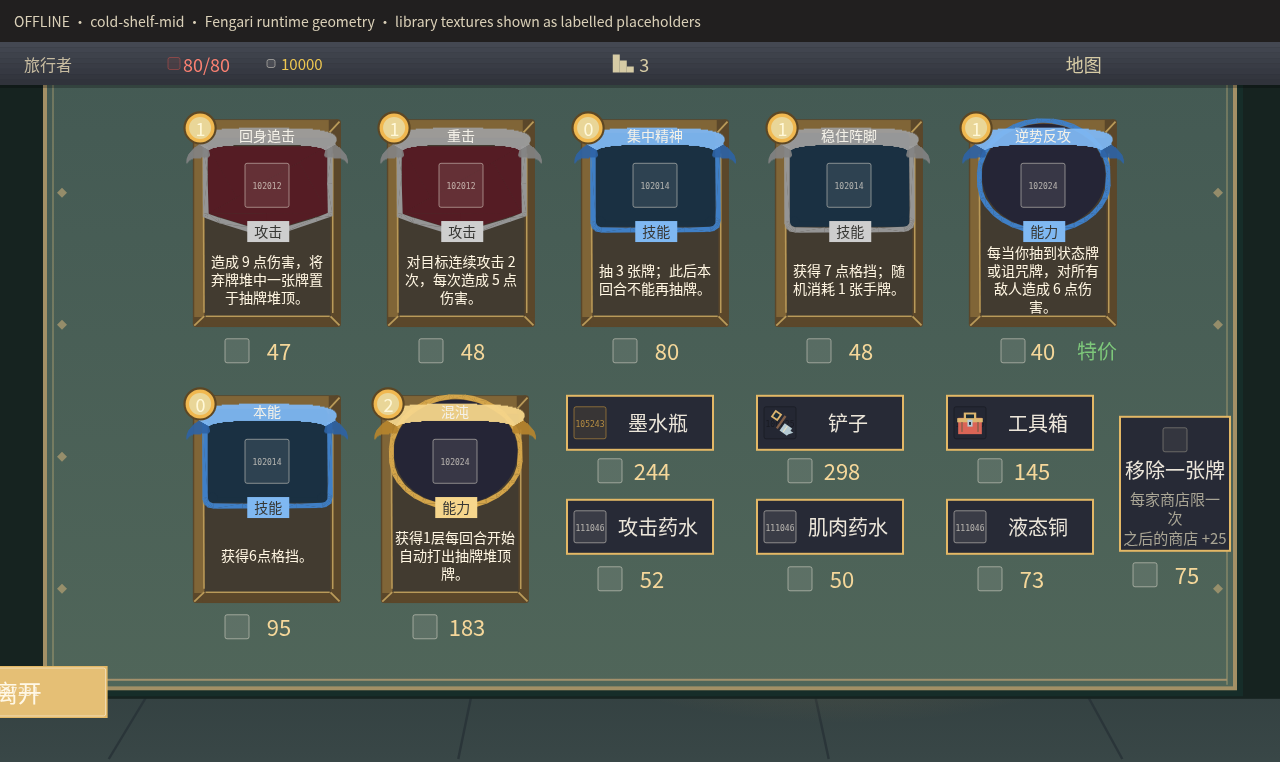 OFFLINE • cold-shelf-mid • Fengari runtime geometry • library textures shown as labelled placeholders
旅行者 80/80 10000 3 地图
1 回身追击
102012
攻击
造成 9 点伤害，将
弃牌堆中一张牌置
于抽牌堆顶。
47
1 重击
102012
攻击
对目标连续攻击 2
次，每次造成 5 点
伤害。
48
0 集中精神
102014
技能
抽 3 张牌；此后本
回合不能再抽牌。
80
1 稳住阵脚
102014
技能
获得 7 点格挡；随
机消耗 1 张手牌。
48
1 逆势反攻
102024
能力
每当你抽到状态牌
或诅咒牌，对所有
敌人造成 6 点伤
害。
40 特价
0 本能
102014
技能
获得6点格挡。
95
2 混沌
102024
能力
获得1层每回合开始
自动打出抽牌堆顶
牌。
183
105243 墨水瓶
244
铲子
298
工具箱
145
111046 攻击药水
52
111046 肌肉药水
50
111046 液态铜
73
移除一张牌
每家商店限一
次
之后的商店 +25
75
离开